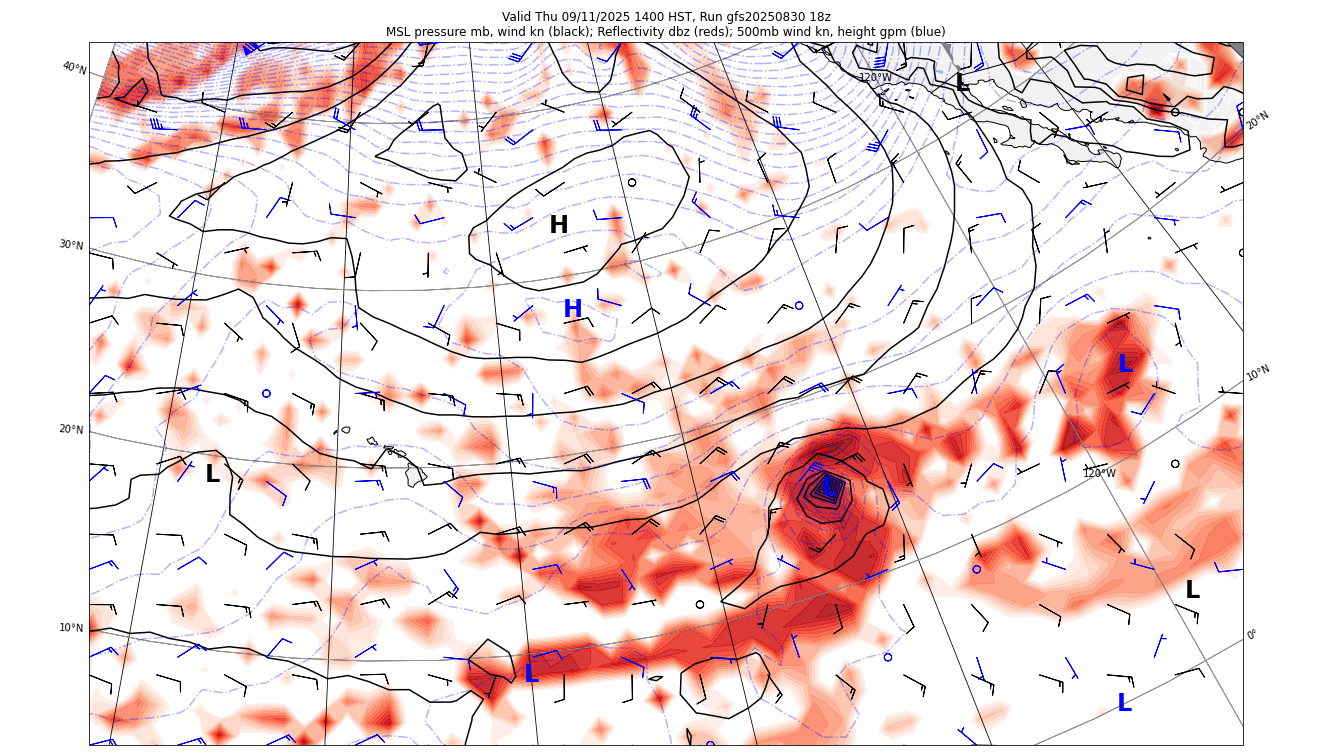 Valid Thu 09/11/2025 1400 HST, Run gfs20250830 18z
MSL pressure mb, wind kn (black); Reflectivity dbz (reds); 500mb wind kn, height gpm (blue)
40°N
120°W
L
20°N
H
30°N
H
L
10°N
20°N
L
120°W
L
L
10°N
0°
L
L